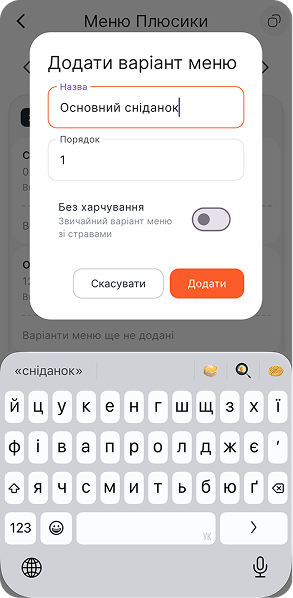 Меню Плюсики
Додати варіант меню
Назва
Основний сніданок
Порядок
1
Без харчування
Звичайний варіант меню
зі стравами
Скасувати
Додати
Варіанти меню ще не додані
«сніданок»
й ц у к е н г ш щ з х ї
ф і в а п р о л д ж є ʼ
я ч с м и т ь б ю ґ
123
УК